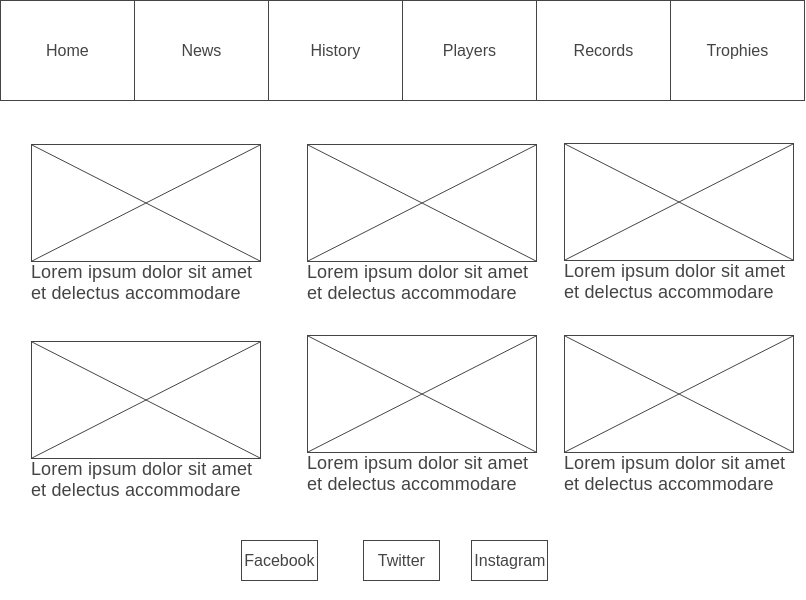 Home
News
History
Players
Records
Trophies
Lorem ipsum dolor sit amet
et delectus accommodare
Lorem ipsum dolor sit amet
et delectus accommodare
Lorem ipsum dolor sit amet
et delectus accommodare
Lorem ipsum dolor sit amet
et delectus accommodare
Lorem ipsum dolor sit amet
et delectus accommodare
Lorem ipsum dolor sit amet
et delectus accommodare
Facebook
Twitter
Instagram